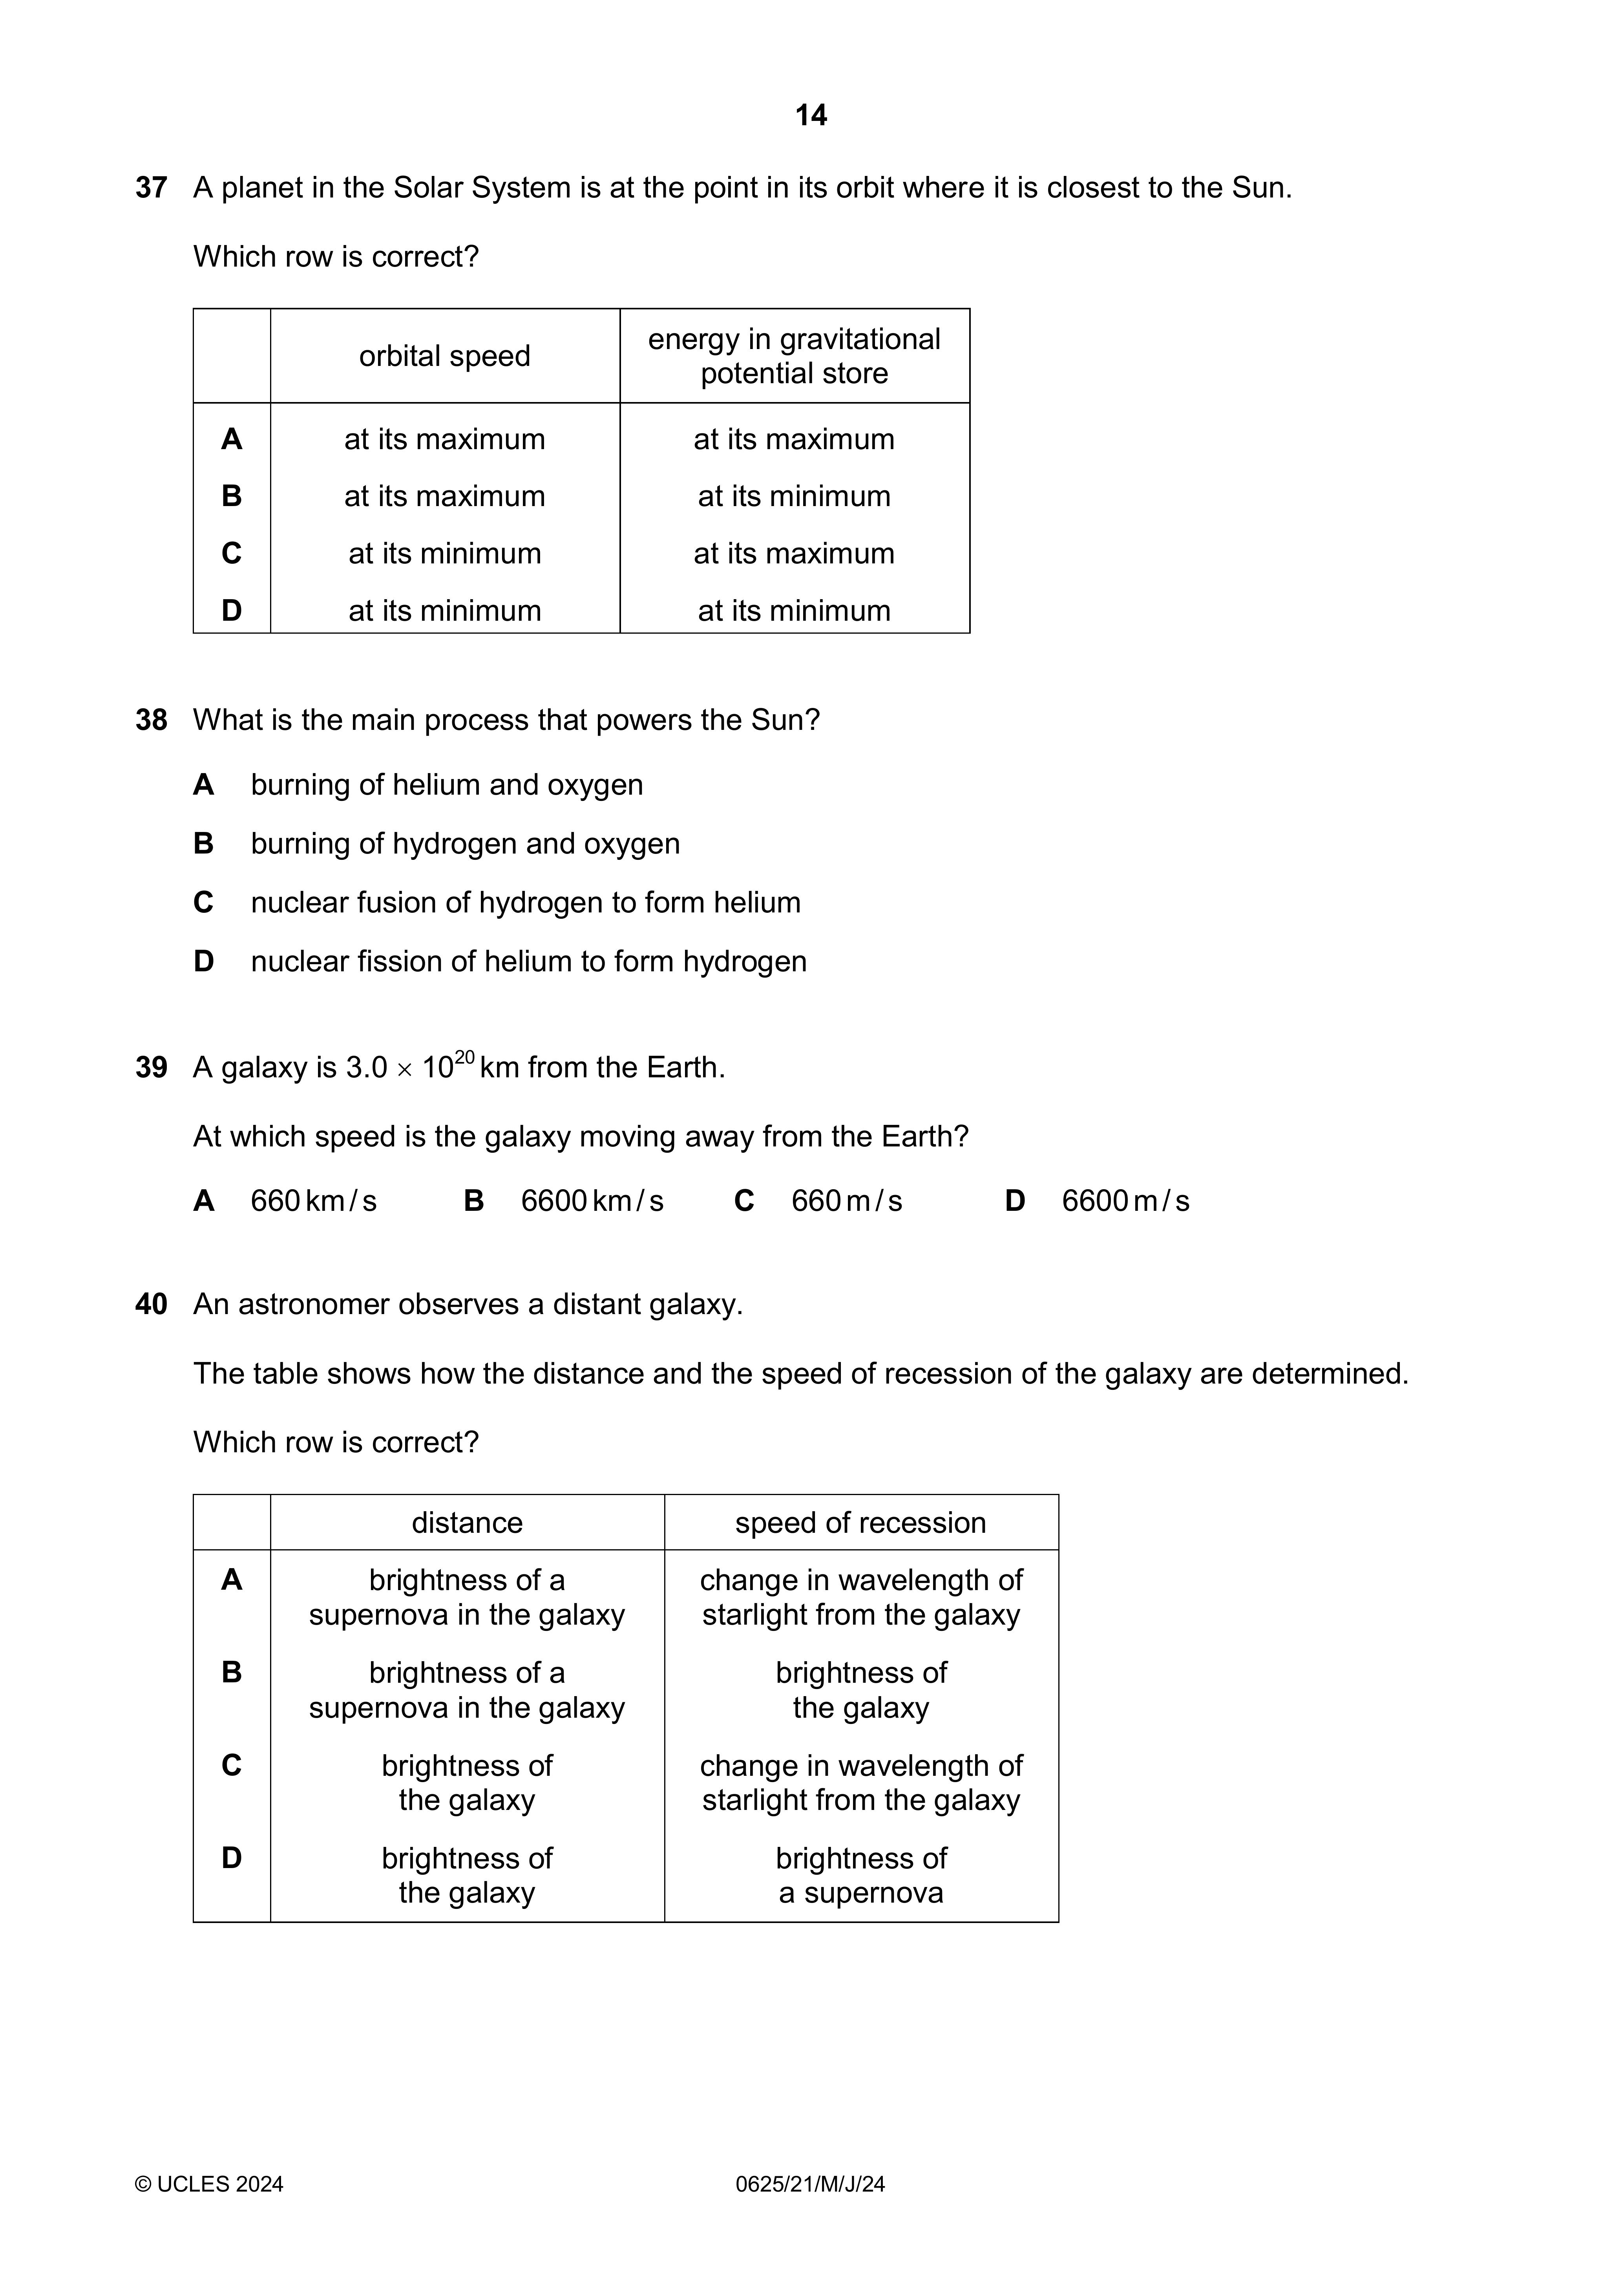 14
37 A planet in the Solar System is at the point in its orbit where it is closest to the Sun.
Which row is correct?
orbital speed energy in gravitational
potential store
A at its maximum at its maximum
B at its maximum at its minimum
C at its minimum at its maximum
D at its minimum at its minimum
38 What is the main process that powers the Sun?
A burning of helium and oxygen
B burning of hydrogen and oxygen
C nuclear fusion of hydrogen to form helium
D nuclear fission of helium to form hydrogen
39 A galaxy is 3.0 × 10²⁰ km from the Earth.
At which speed is the galaxy moving away from the Earth?
A 660 km / s B 6600 km / s C 660 m / s D 6600 m / s
40 An astronomer observes a distant galaxy.
The table shows how the distance and the speed of recession of the galaxy are determined.
Which row is correct?
distance speed of recession
A brightness of a change in wavelength of
supernova in the galaxy starlight from the galaxy
B brightness of a brightness of
supernova in the galaxy the galaxy
C brightness of change in wavelength of
the galaxy starlight from the galaxy
D brightness of brightness of
the galaxy a supernova
© UCLES 2024 0625/21/M/J/24